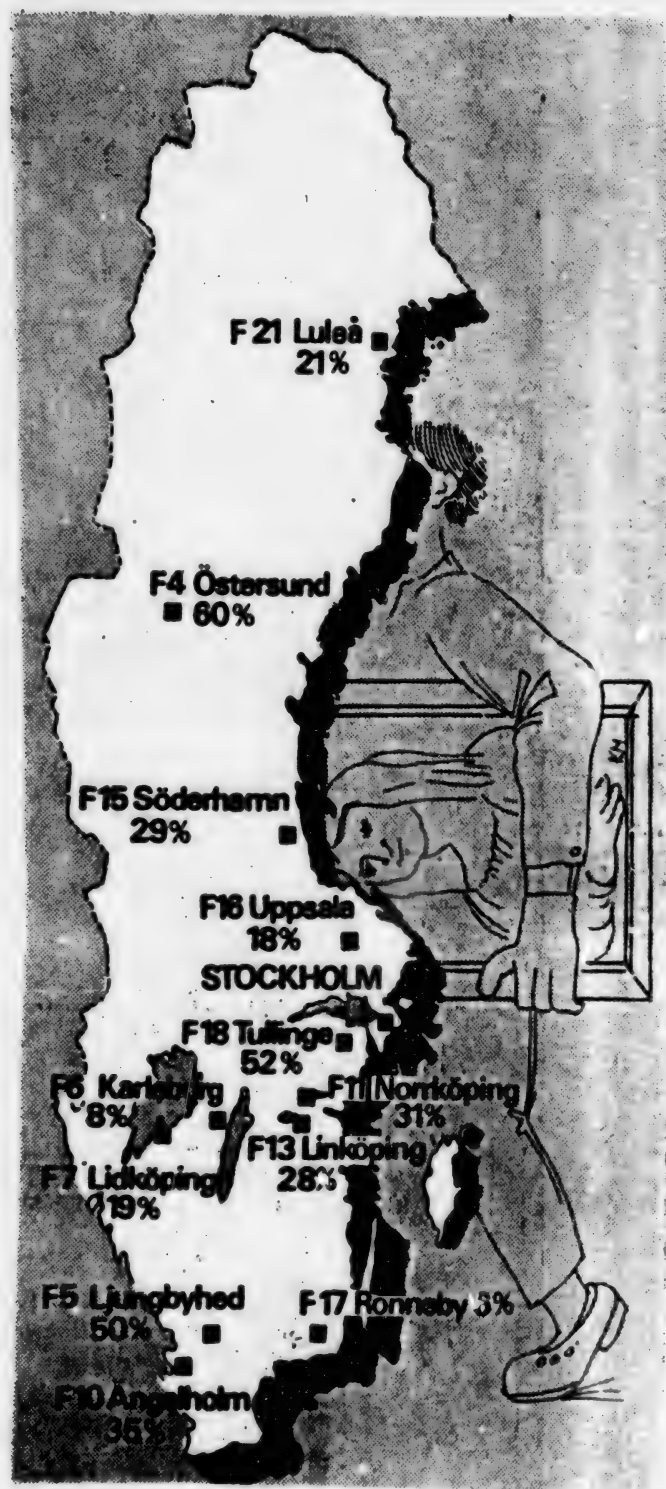 F 21 Luleå
21%
F4 Östersund
60%
F15 Söderhamn
29%
F16 Uppsala
18%
STOCKHOLM
F18 Tullinge
52%
F6 Karlsborg
8%
F11 Norrköping
31%
F13 Linköping
28%
F7 Lidköping
19%
F5 Ljungbyhed
50%
F17 Ronneby
F10 Ängelholm
KM